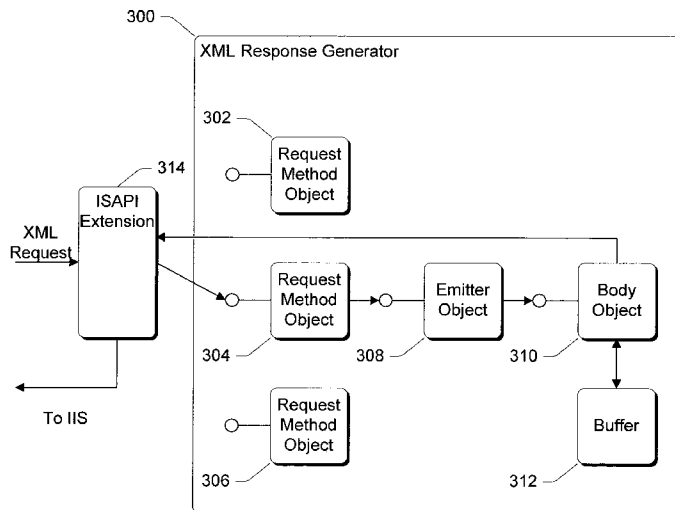 300
XML Response Generator
302
Request
Method
Object
314
ISAPI
Extension
XML
Request
Request
Method
Object
Emitter
Object
Body
Object
304
308
310
To IIS
Request
Method
Object
Buffer
306
312